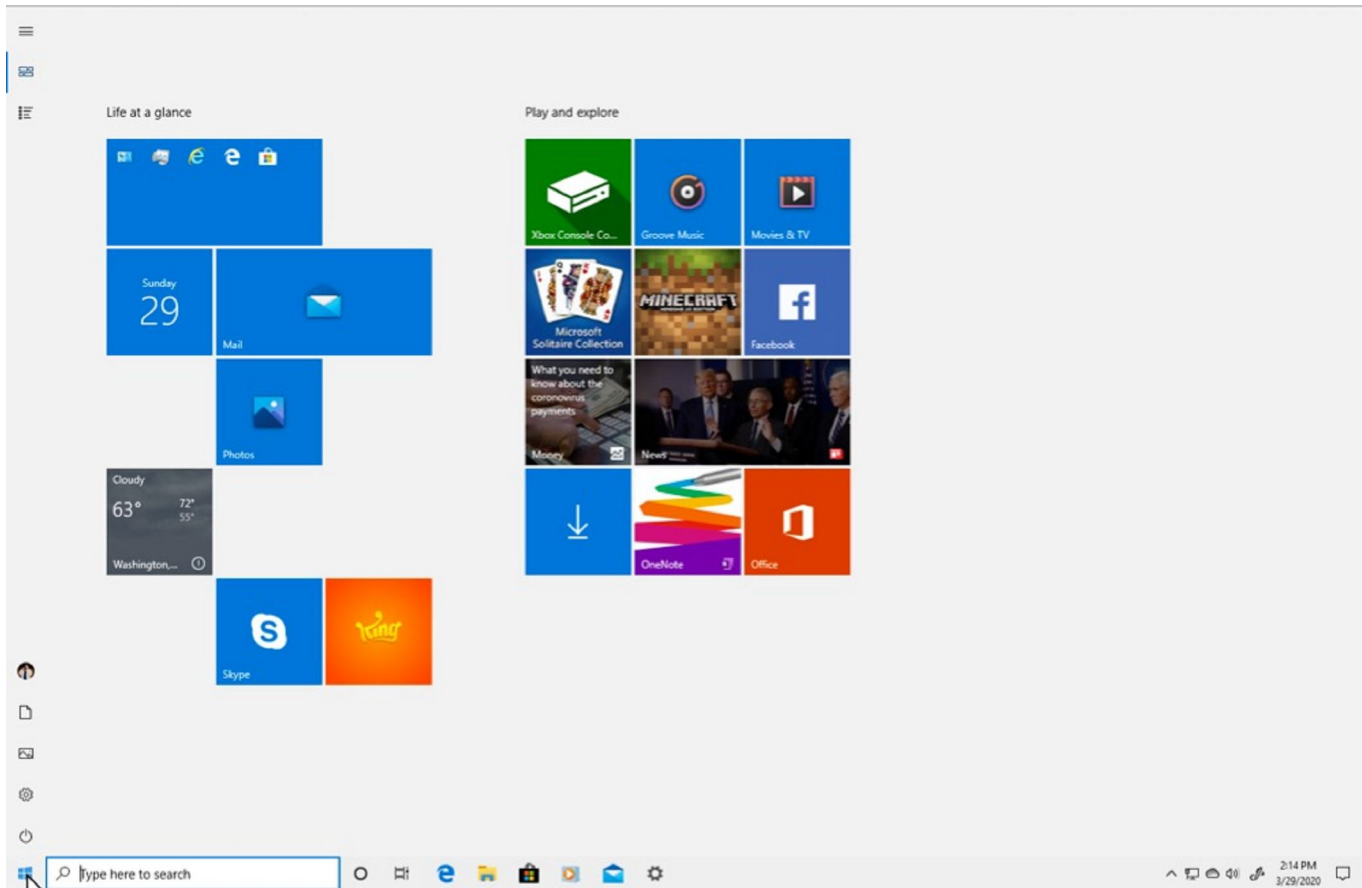 Life at a glance
Play and explore
Xbox Console Co...
Groove Music
Movies & TV
Sunday
29
Mail
Microsoft
Solitaire Collection
MINECRAFT
Facebook
Photos
What you need to
know about the
coronovirus
payments
Money
News
Cloudy
63°
72°
55°
Washington,...
OneNote
Office
Skype
King
Type here to search
2:14 PM
3/29/2020